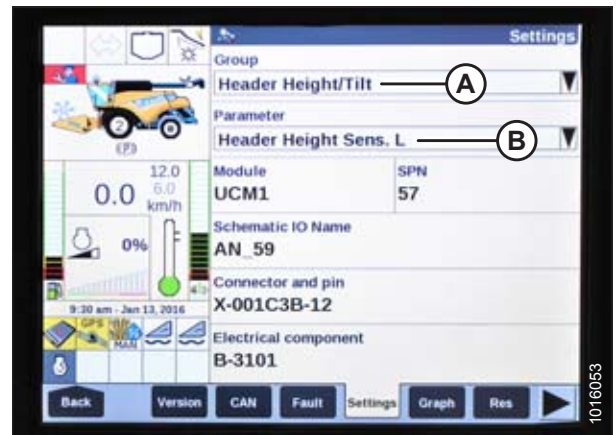 Settings
Group
Header Height/Tilt
A
Parameter
Header Height Sens. L
B
Module
SPN
UCM1
57
Schematic IO Name
AN_59
Connector and pin
X-001C3B-12
Electrical component
B-3101
2
(P)
12.0
0.0
6.0
km/h
0%
9:30 am - Jan 13, 2016
GPS
MAN
Back
Version
CAN
Fault
Settings
Graph
Res
1016053